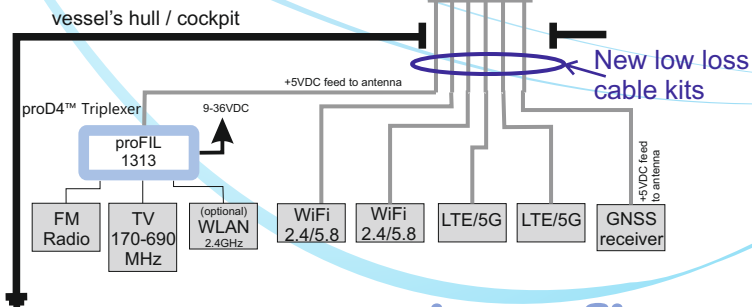 vessel's hull / cockpit
New low loss
cable kits
+5VDC feed to antenna
9-36VDC
proD4™ Triplexer
proFIL
1313
+5VDC feed
to antenna
FM
Radio
TV
170-690
MHz
(optional)
WLAN
2.4GHz
WiFi
2.4/5.8
WiFi
2.4/5.8
LTE/5G
LTE/5G
GNSS
receiver